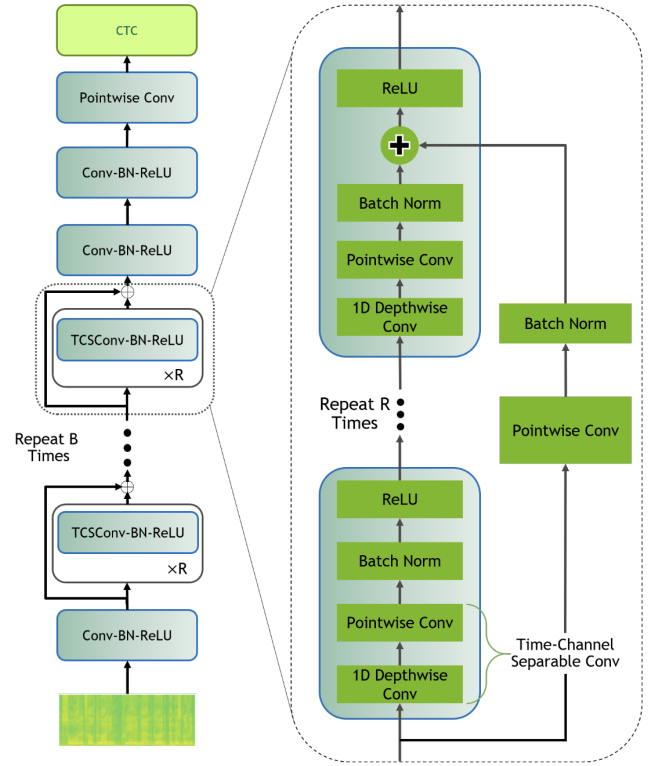 CTC
Pointwise Conv
Conv-BN-ReLU
Conv-BN-ReLU
TCSConv-BN-ReLU
×R
Repeat B
Times
TCSConv-BN-ReLU
×R
Conv-BN-ReLU
ReLU
Batch Norm
Pointwise Conv
1D Depthwise
Conv
Repeat R
Times
ReLU
Batch Norm
Pointwise Conv
1D Depthwise
Conv
Batch Norm
Pointwise Conv
Time-Channel
Separable Conv